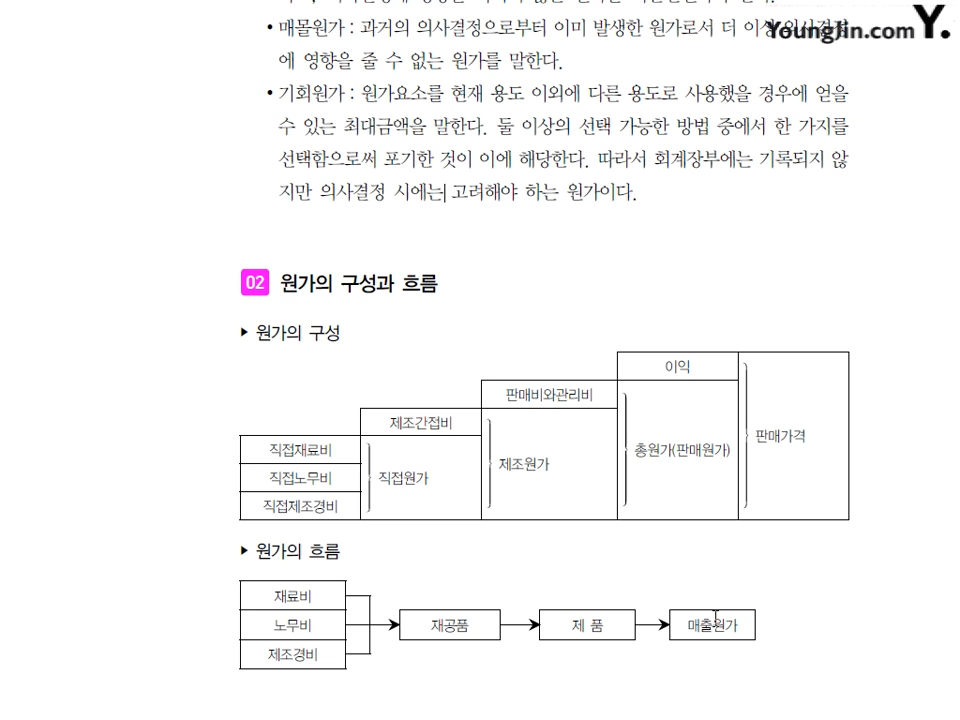 Youngjin.com Y.
• 매몰원가 : 과거의 의사결정으로부터 이미 발생한 원가로서 더 이상 의사결정
에 영향을 줄 수 없는 원가를 말한다.
• 기회원가 : 원가요소를 현재 용도 이외에 다른 용도로 사용했을 경우에 얻을
수 있는 최대금액을 말한다. 둘 이상의 선택 가능한 방법 중에서 한 가지를
선택함으로써 포기한 것이 이에 해당한다. 따라서 회계장부에는 기록되지 않
지만 의사결정 시에는 고려해야 하는 원가이다.
02 원가의 구성과 흐름
▶ 원가의 구성
이익
판매비와관리비
제조간접비
판매가격
직접재료비
총원가(판매원가)
제조원가
직접노무비
직접원가
직접제조경비
▶ 원가의 흐름
재료비
노무비
재공품
제 품
매출원가
제조경비